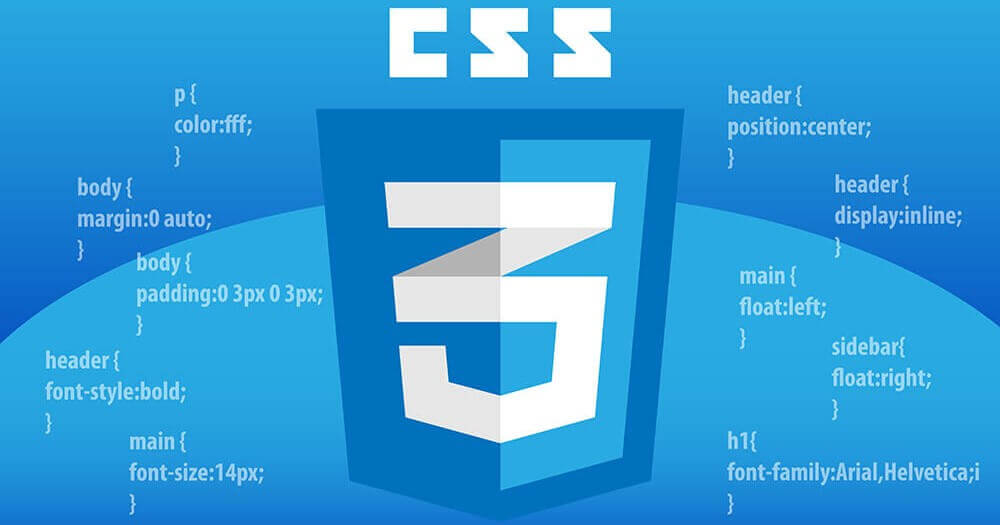 CSS
3
p {
color:fff;
}
body {
margin:0 auto;
}
body {
padding:0 3px 0 3px;
}
header {
font-style:bold;
}
main {
font-size:14px;
}
header {
position:center;
}
header {
display:inline;
}
main {
float:left;
}
sidebar{
float:right;
}
h1{
font-family:Arial,Helvetica;i
}